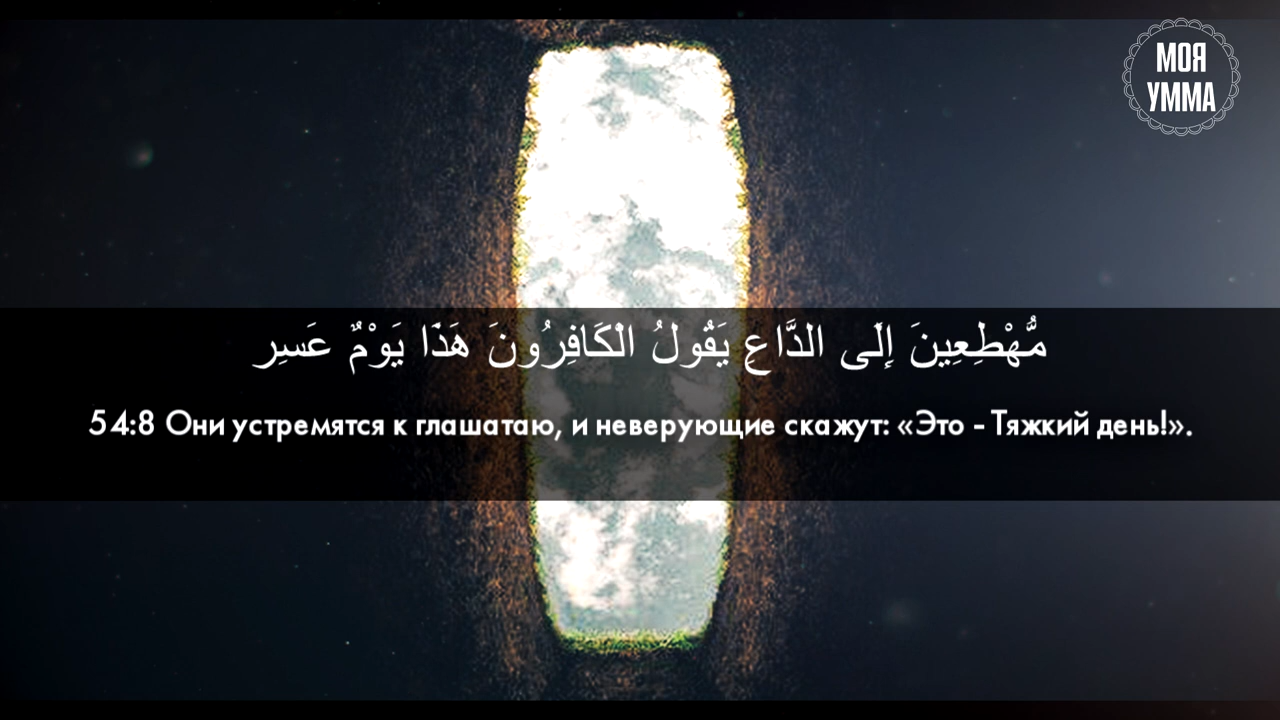 МОЯ
УММА
مُّهْطِعِينَ إِلَى الدَّاعِ يَقُولُ الْكَافِرُونَ هَذَا يَوْمٌ عَسِر
54:8 Они устремятся к глашатаю, и неверующие скажут: «Это - Тяжкий день!».